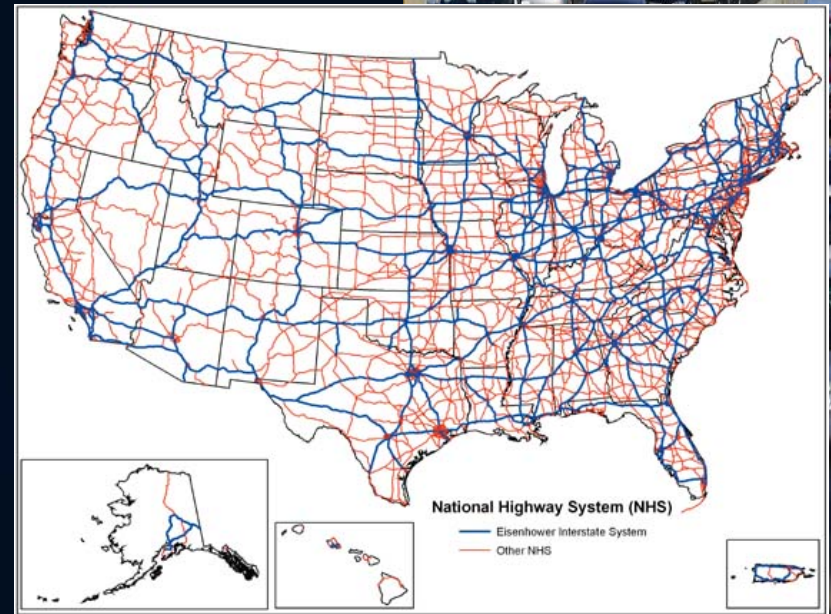 National Highway System (NHS)
Eisenhower Interstate System
Other NHS